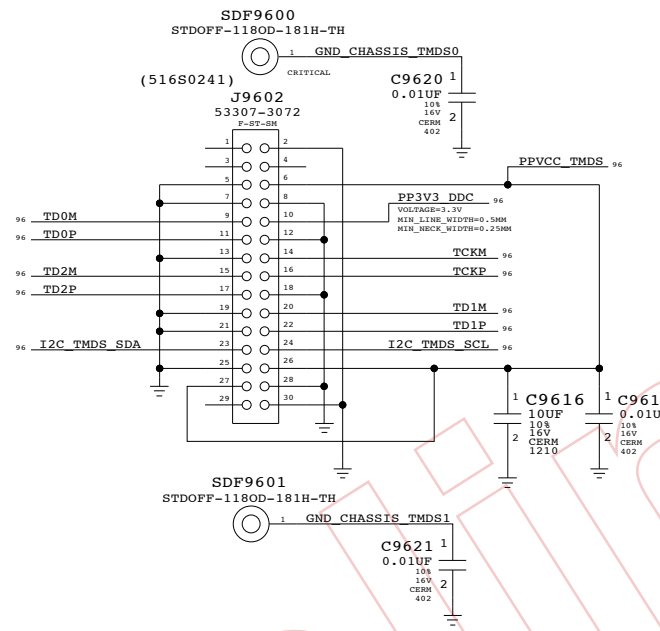 SDF9600
STDOFF-118OD-181H-TH
1 GND_CHASSIS_TMDS0
CRITICAL
(516S0241)
J9602
53307-3072
F-ST-SM
C9620 1
0.01UF
10%
16V
CERM
402
2
1 2
3 4
5 6
7 8
9 10
11 12
13 14
15 16
17 18
19 20
21 22
23 24
25 26
27 28
29 30
PPVCC_TMDS 96
PP3V3_DDC 96
VOLTAGE=3.3V
MIN_LINE_WIDTH=0.5MM
MIN_NECK_WIDTH=0.25MM
96 TD0M
96 TD0P
TCKM 96
96 TD2M
TCKP 96
96 TD2P
TD1M 96
TD1P 96
96 I2C_TMDS_SDA
I2C_TMDS_SCL 96
1 C9616
10UF
10%
16V
CERM
1210
2
1 C961
0.01U
10%
16V
CERM
402
2
SDF9601
STDOFF-118OD-181H-TH
1 GND_CHASSIS_TMDS1
C9621 1
0.01UF
10%
16V
CERM
402
2